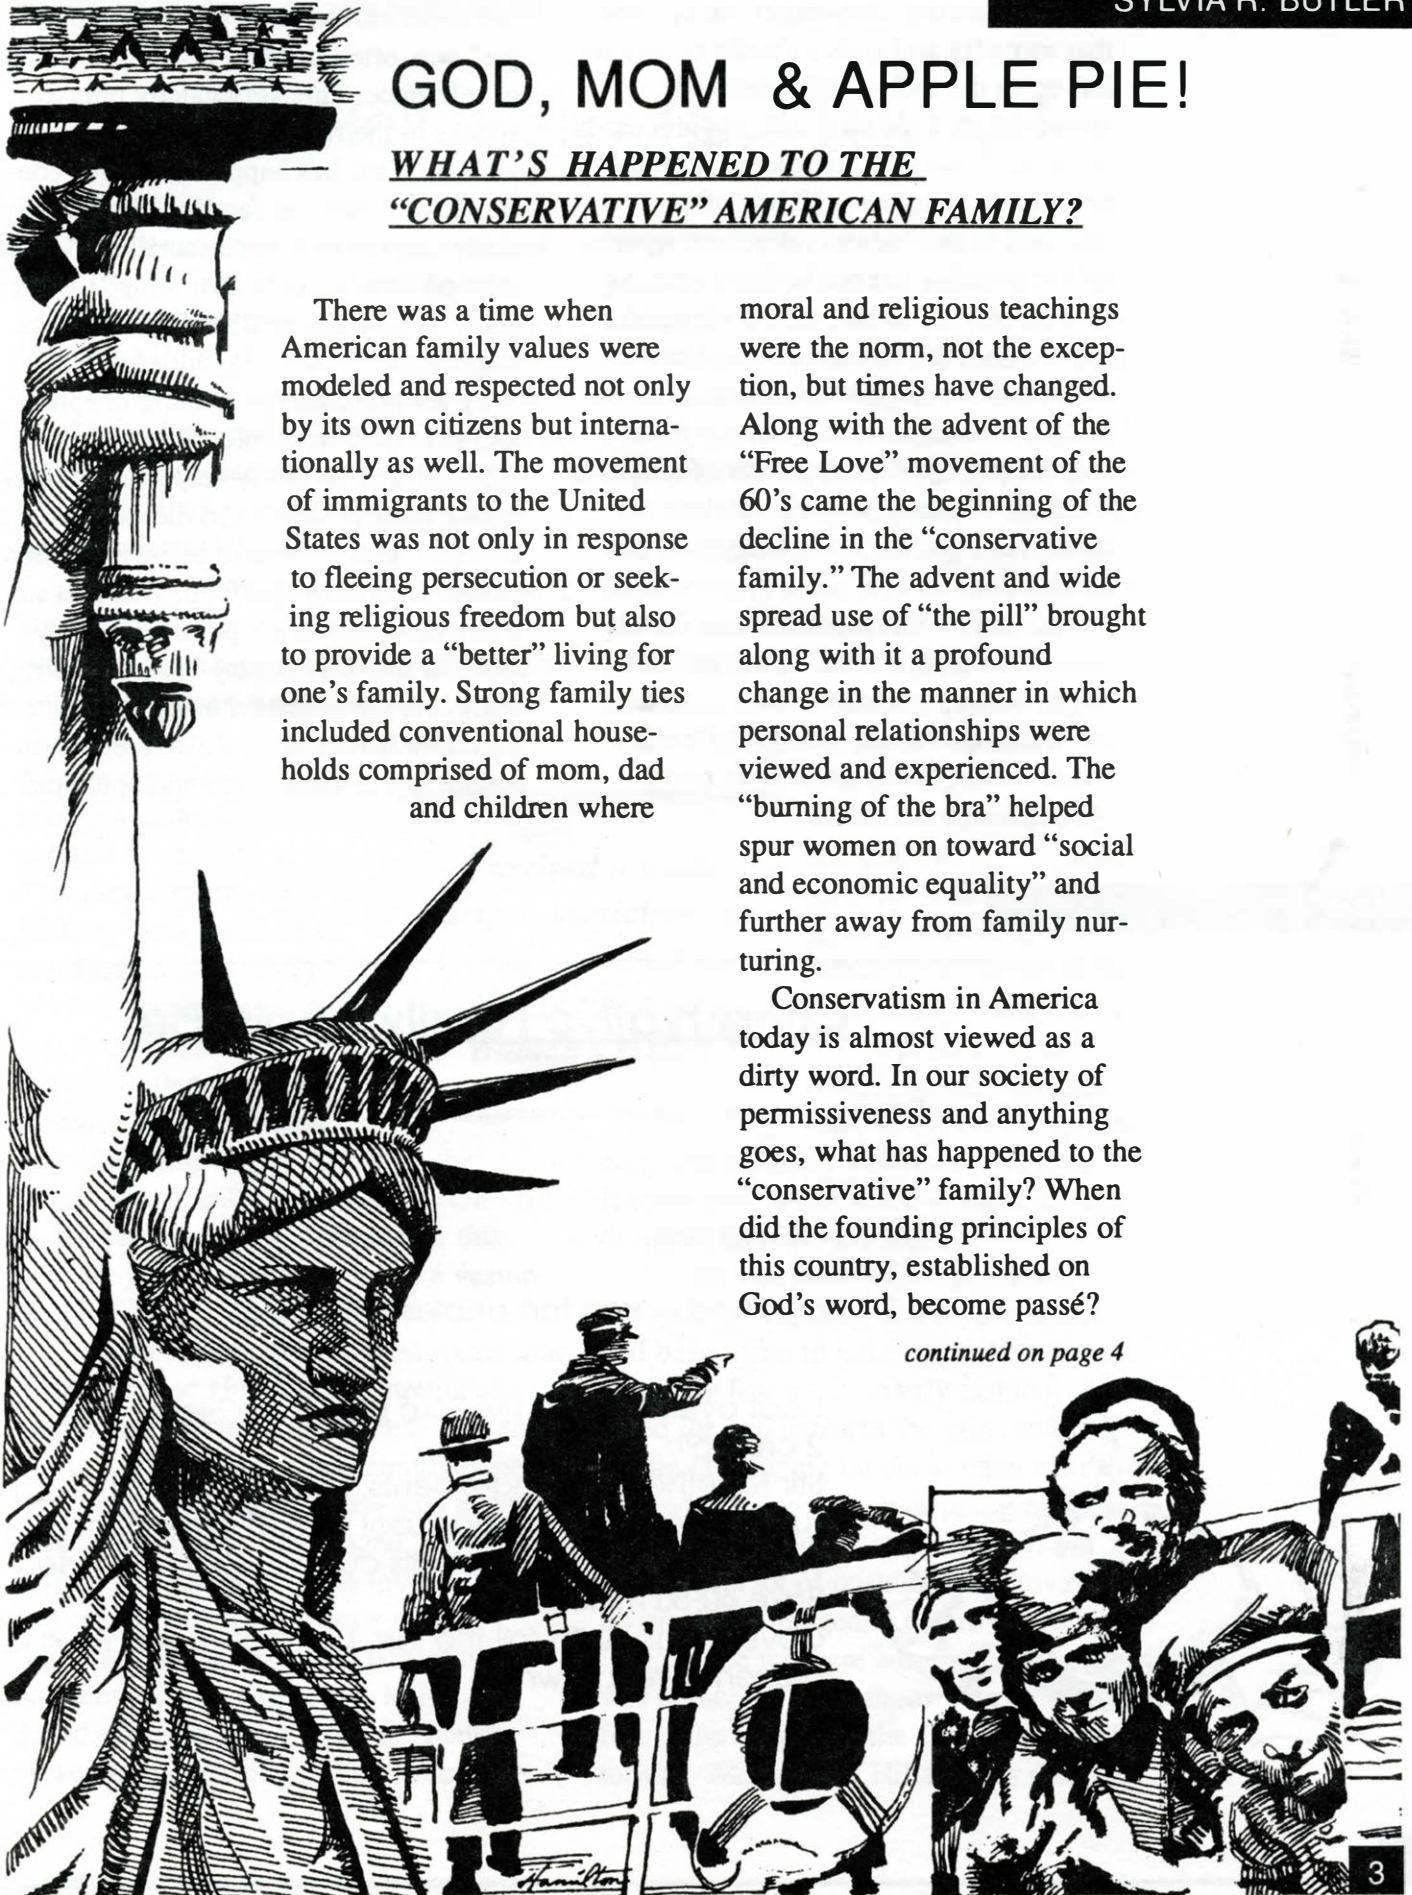 SYLVIA R. BUTLER
GOD, MOM & APPLE PIE!
WHAT'S HAPPENED TO THE
“CONSERVATIVE” AMERICAN FAMILY?
There was a time when
American family values were
modeled and respected not only
by its own citizens but interna-
tionally as well. The movement
of immigrants to the United
States was not only in response
to fleeing persecution or seek-
ing religious freedom but also
to provide a “better” living for
one's family. Strong family ties
included conventional house-
holds comprised of mom, dad
and children where
moral and religious teachings
were the norm, not the excep-
tion, but times have changed.
Along with the advent of the
“Free Love” movement of the
60's came the beginning of the
decline in the “conservative
family.” The advent and wide
spread use of “the pill” brought
along with it a profound
change in the manner in which
personal relationships were
viewed and experienced. The
“burning of the bra” helped
spur women on toward “social
and economic equality” and
further away from family nur-
turing.
Conservatism in America
today is almost viewed as a
dirty word. In our society of
permissiveness and anything
goes, what has happened to the
“conservative” family? When
did the founding principles of
this country, established on
God's word, become passé?
continued on page 4
Hamilton
3